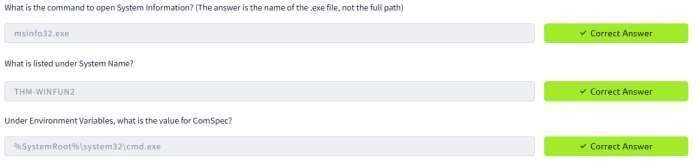 What is the command to open System Information? (The answer is the name of the .exe file, not the full path)
msinfo32.exe
✓ Correct Answer
What is listed under System Name?
THM-WINFUN2
✓ Correct Answer
Under Environment Variables, what is the value for ComSpec?
%SystemRoot%\system32\cmd.exe
✓ Correct Answer